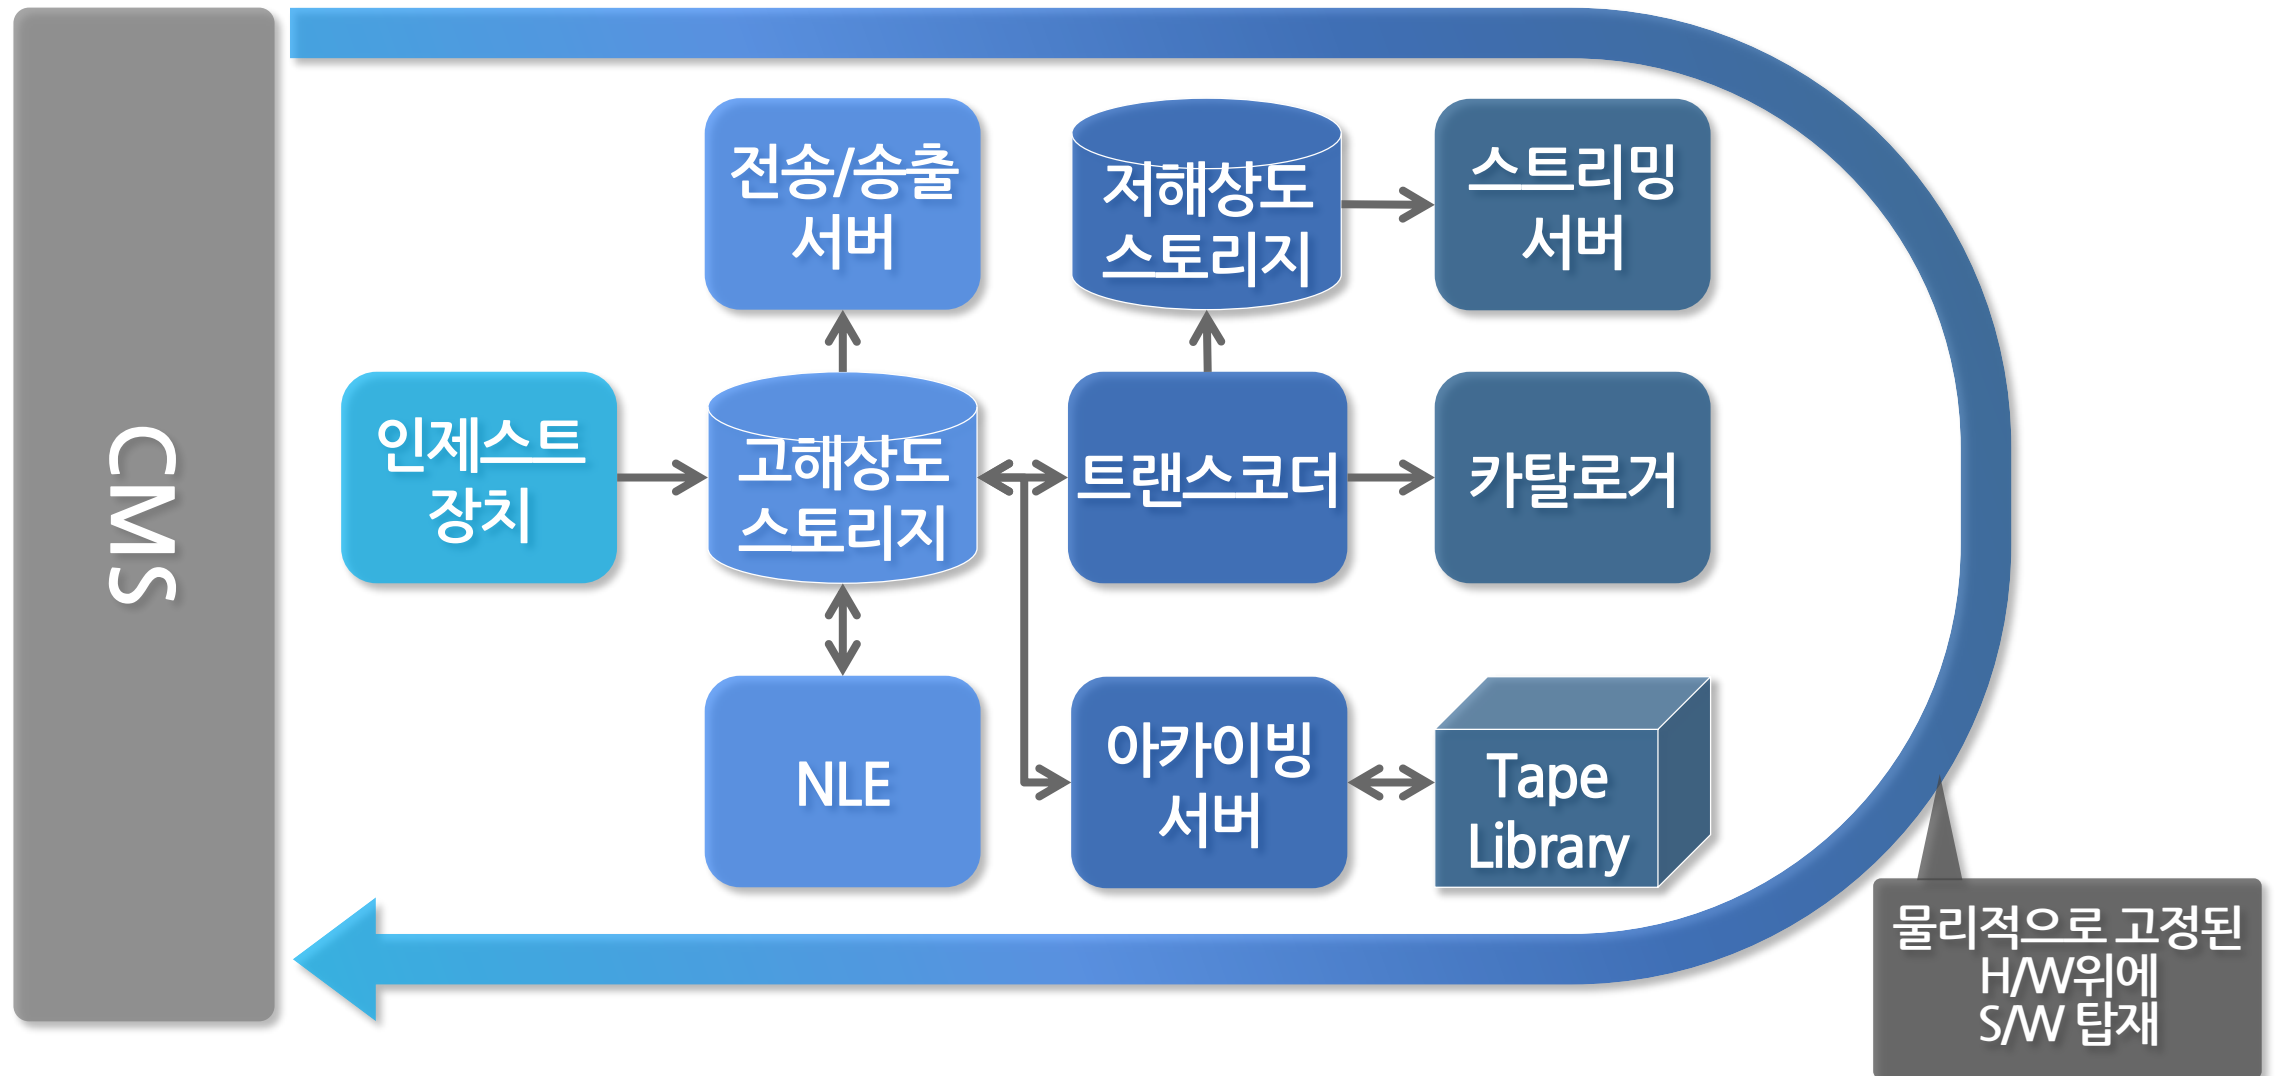 CMS
전송/송출
서버
저해상도
스토리지
스트리밍
서버
인제스트
장치
고해상도
스토리지
트랜스코더
카탈로거
NLE
아카이빙
서버
Tape
Library
물리적으로 고정된
H/W위에
S/W 탑재